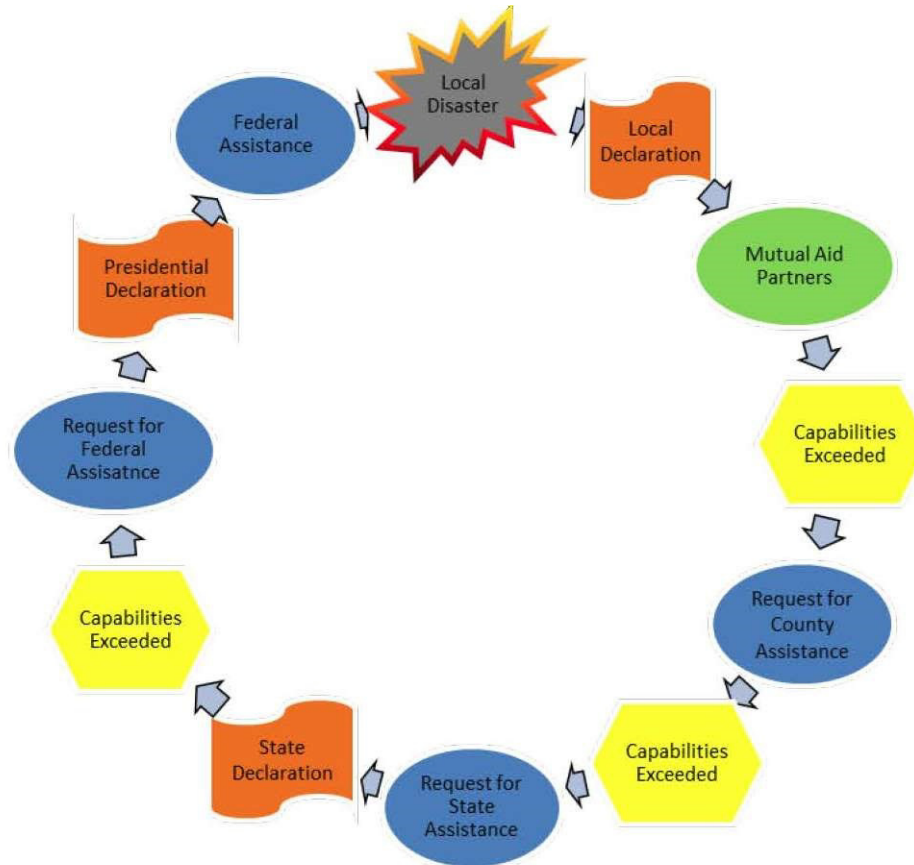 Local
Disaster
Local
Declaration
Mutual Aid
Partners
Capabilities
Exceeded
Request for
County
Assistance
Capabilities
Exceeded
Request for
State
Assistance
State
Declaration
Capabilities
Exceeded
Request for
Federal
Assisatnce
Presidential
Declaration
Federal
Assistance